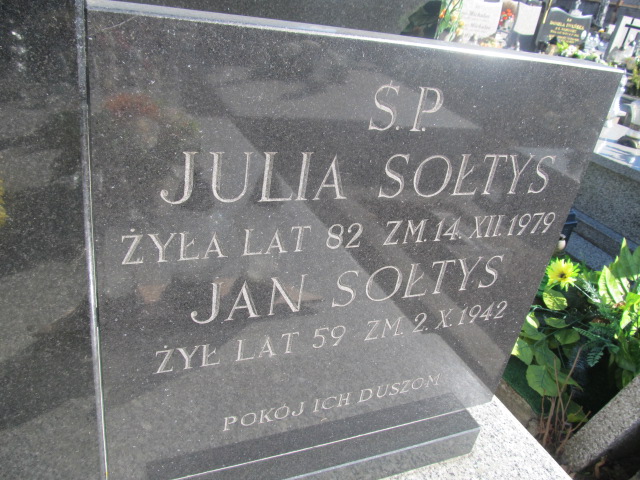 S.P.
JULIA SOŁTYS
ŻYŁA LAT 82 ZM. 14. XII. 1979
JAN SOŁTYS
ŻYŁ LAT 59 ZM. 2. X. 1942
POKÓJ ICH DUSZOM